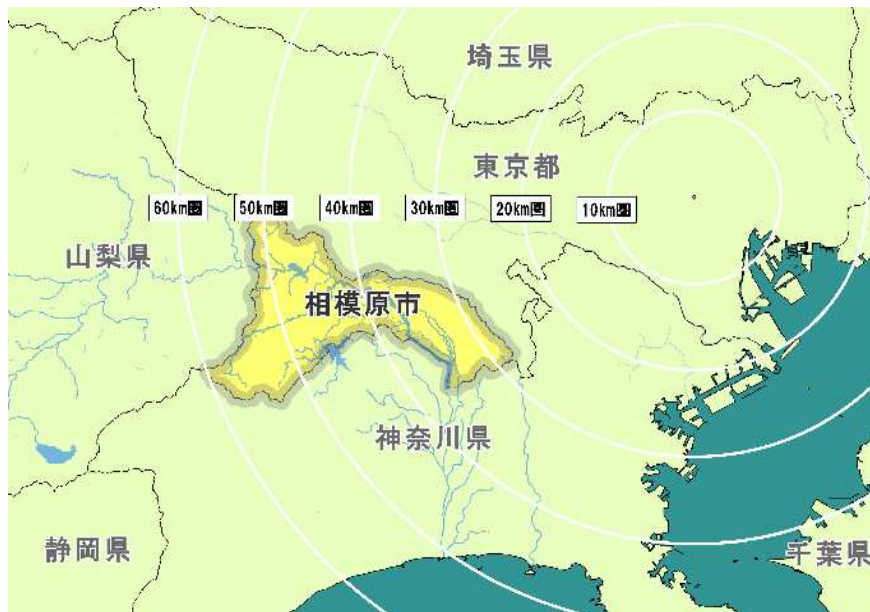 埼玉県
東京都
60km圏
50km圏
40km圏
30km圏
20km圏
10km圏
山梨県
相模原市
神奈川県
静岡県
千葉県